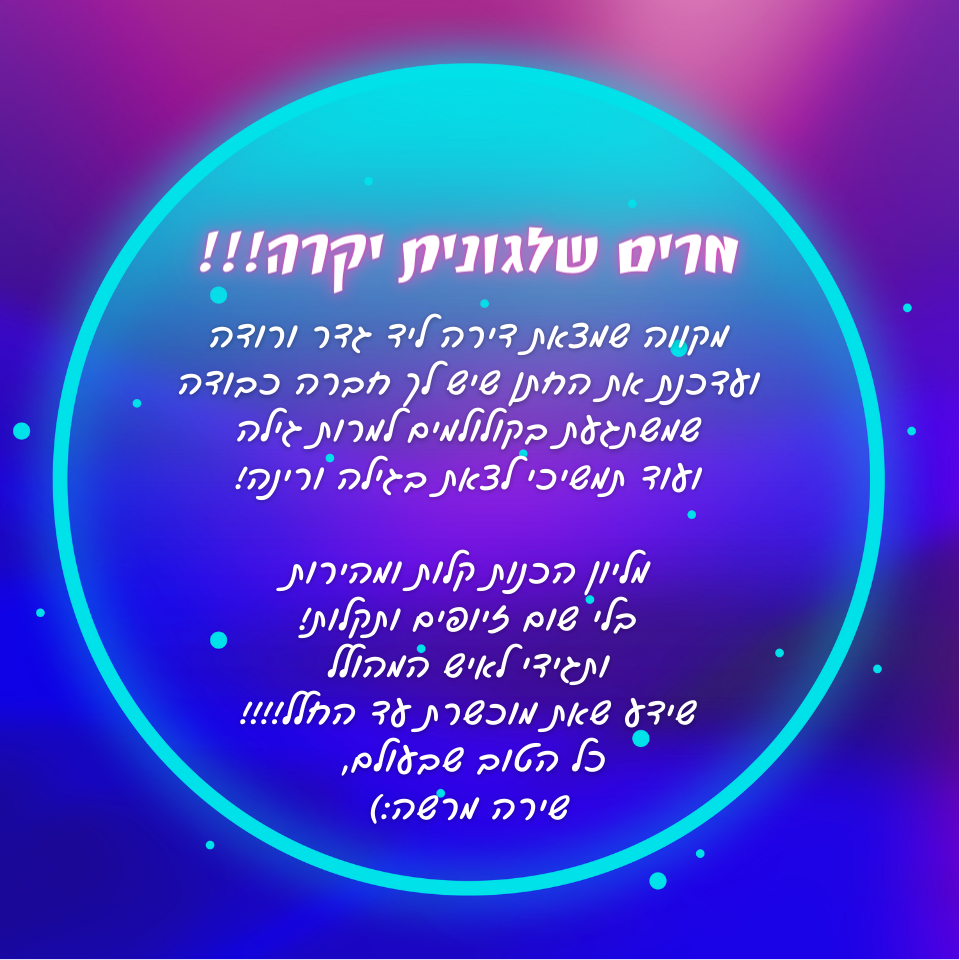 מרים שלגונית יקרה!!!
מקווה שמצאת דירה ליד גדר ורודה
ועדכנת את החתן שיש לך חברה כבודה
שמשתגעת בקולולמים למרות גילה
ועוד תמשיכי לצאת בגילה ורינה!
מליון הכנות קלות ומהירות
בלי שום זיופים ותקלות!
ותגידי לאיש המהולל
שידע שאת מוכשרת עד החלל!!!!
כל הטוב שבעולם,
שירה מרשה:)